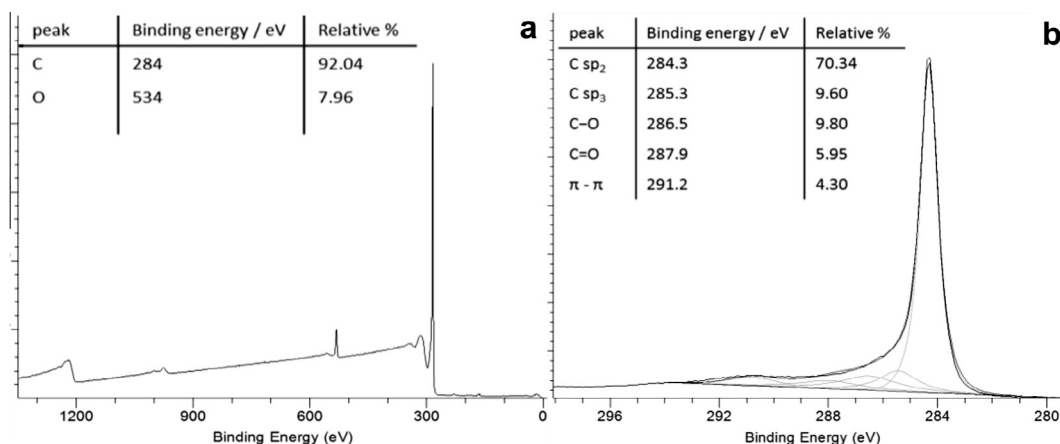 a
peak Binding energy / eV Relative %
C 284 92.04
O 534 7.96
1200 900 600 300 0
Binding Energy (eV)
b
peak Binding energy / eV Relative %
C sp2 284.3 70.34
C sp3 285.3 9.60
C–O 286.5 9.80
C=O 287.9 5.95
π - π 291.2 4.30
296 292 288 284 280
Binding Energy (eV)